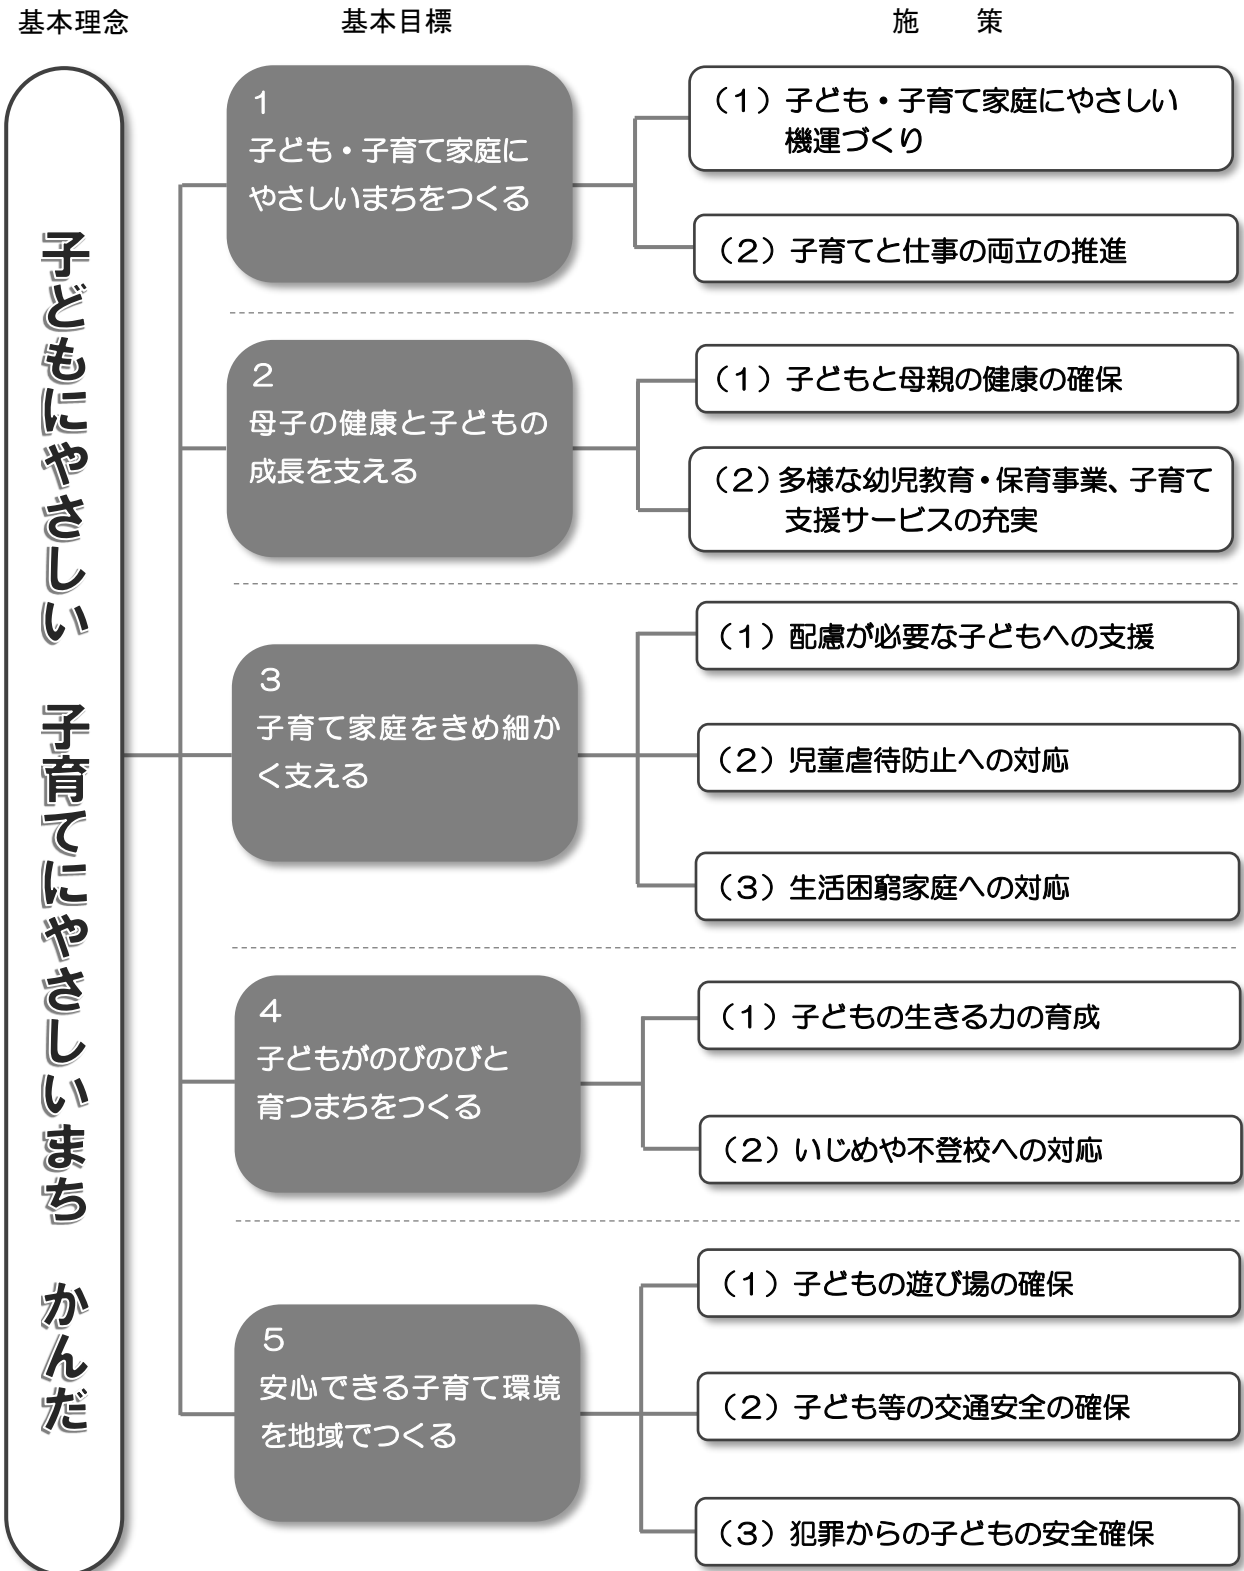 基本理念
基本目標
施　策
子どもにやさしい　子育てにやさしいまち　かんだ
1
子ども・子育て家庭に
やさしいまちをつくる
（1）子ども・子育て家庭にやさしい
機運づくり
（2）子育てと仕事の両立の推進
2
母子の健康と子どもの
成長を支える
（1）子どもと母親の健康の確保
（2）多様な幼児教育・保育事業、子育て
支援サービスの充実
3
子育て家庭をきめ細か
く支える
（1）配慮が必要な子どもへの支援
（2）児童虐待防止への対応
（3）生活困窮家庭への対応
4
子どもがのびのびと
育つまちをつくる
（1）子どもの生きる力の育成
（2）いじめや不登校への対応
5
安心できる子育て環境
を地域でつくる
（1）子どもの遊び場の確保
（2）子ども等の交通安全の確保
（3）犯罪からの子どもの安全確保